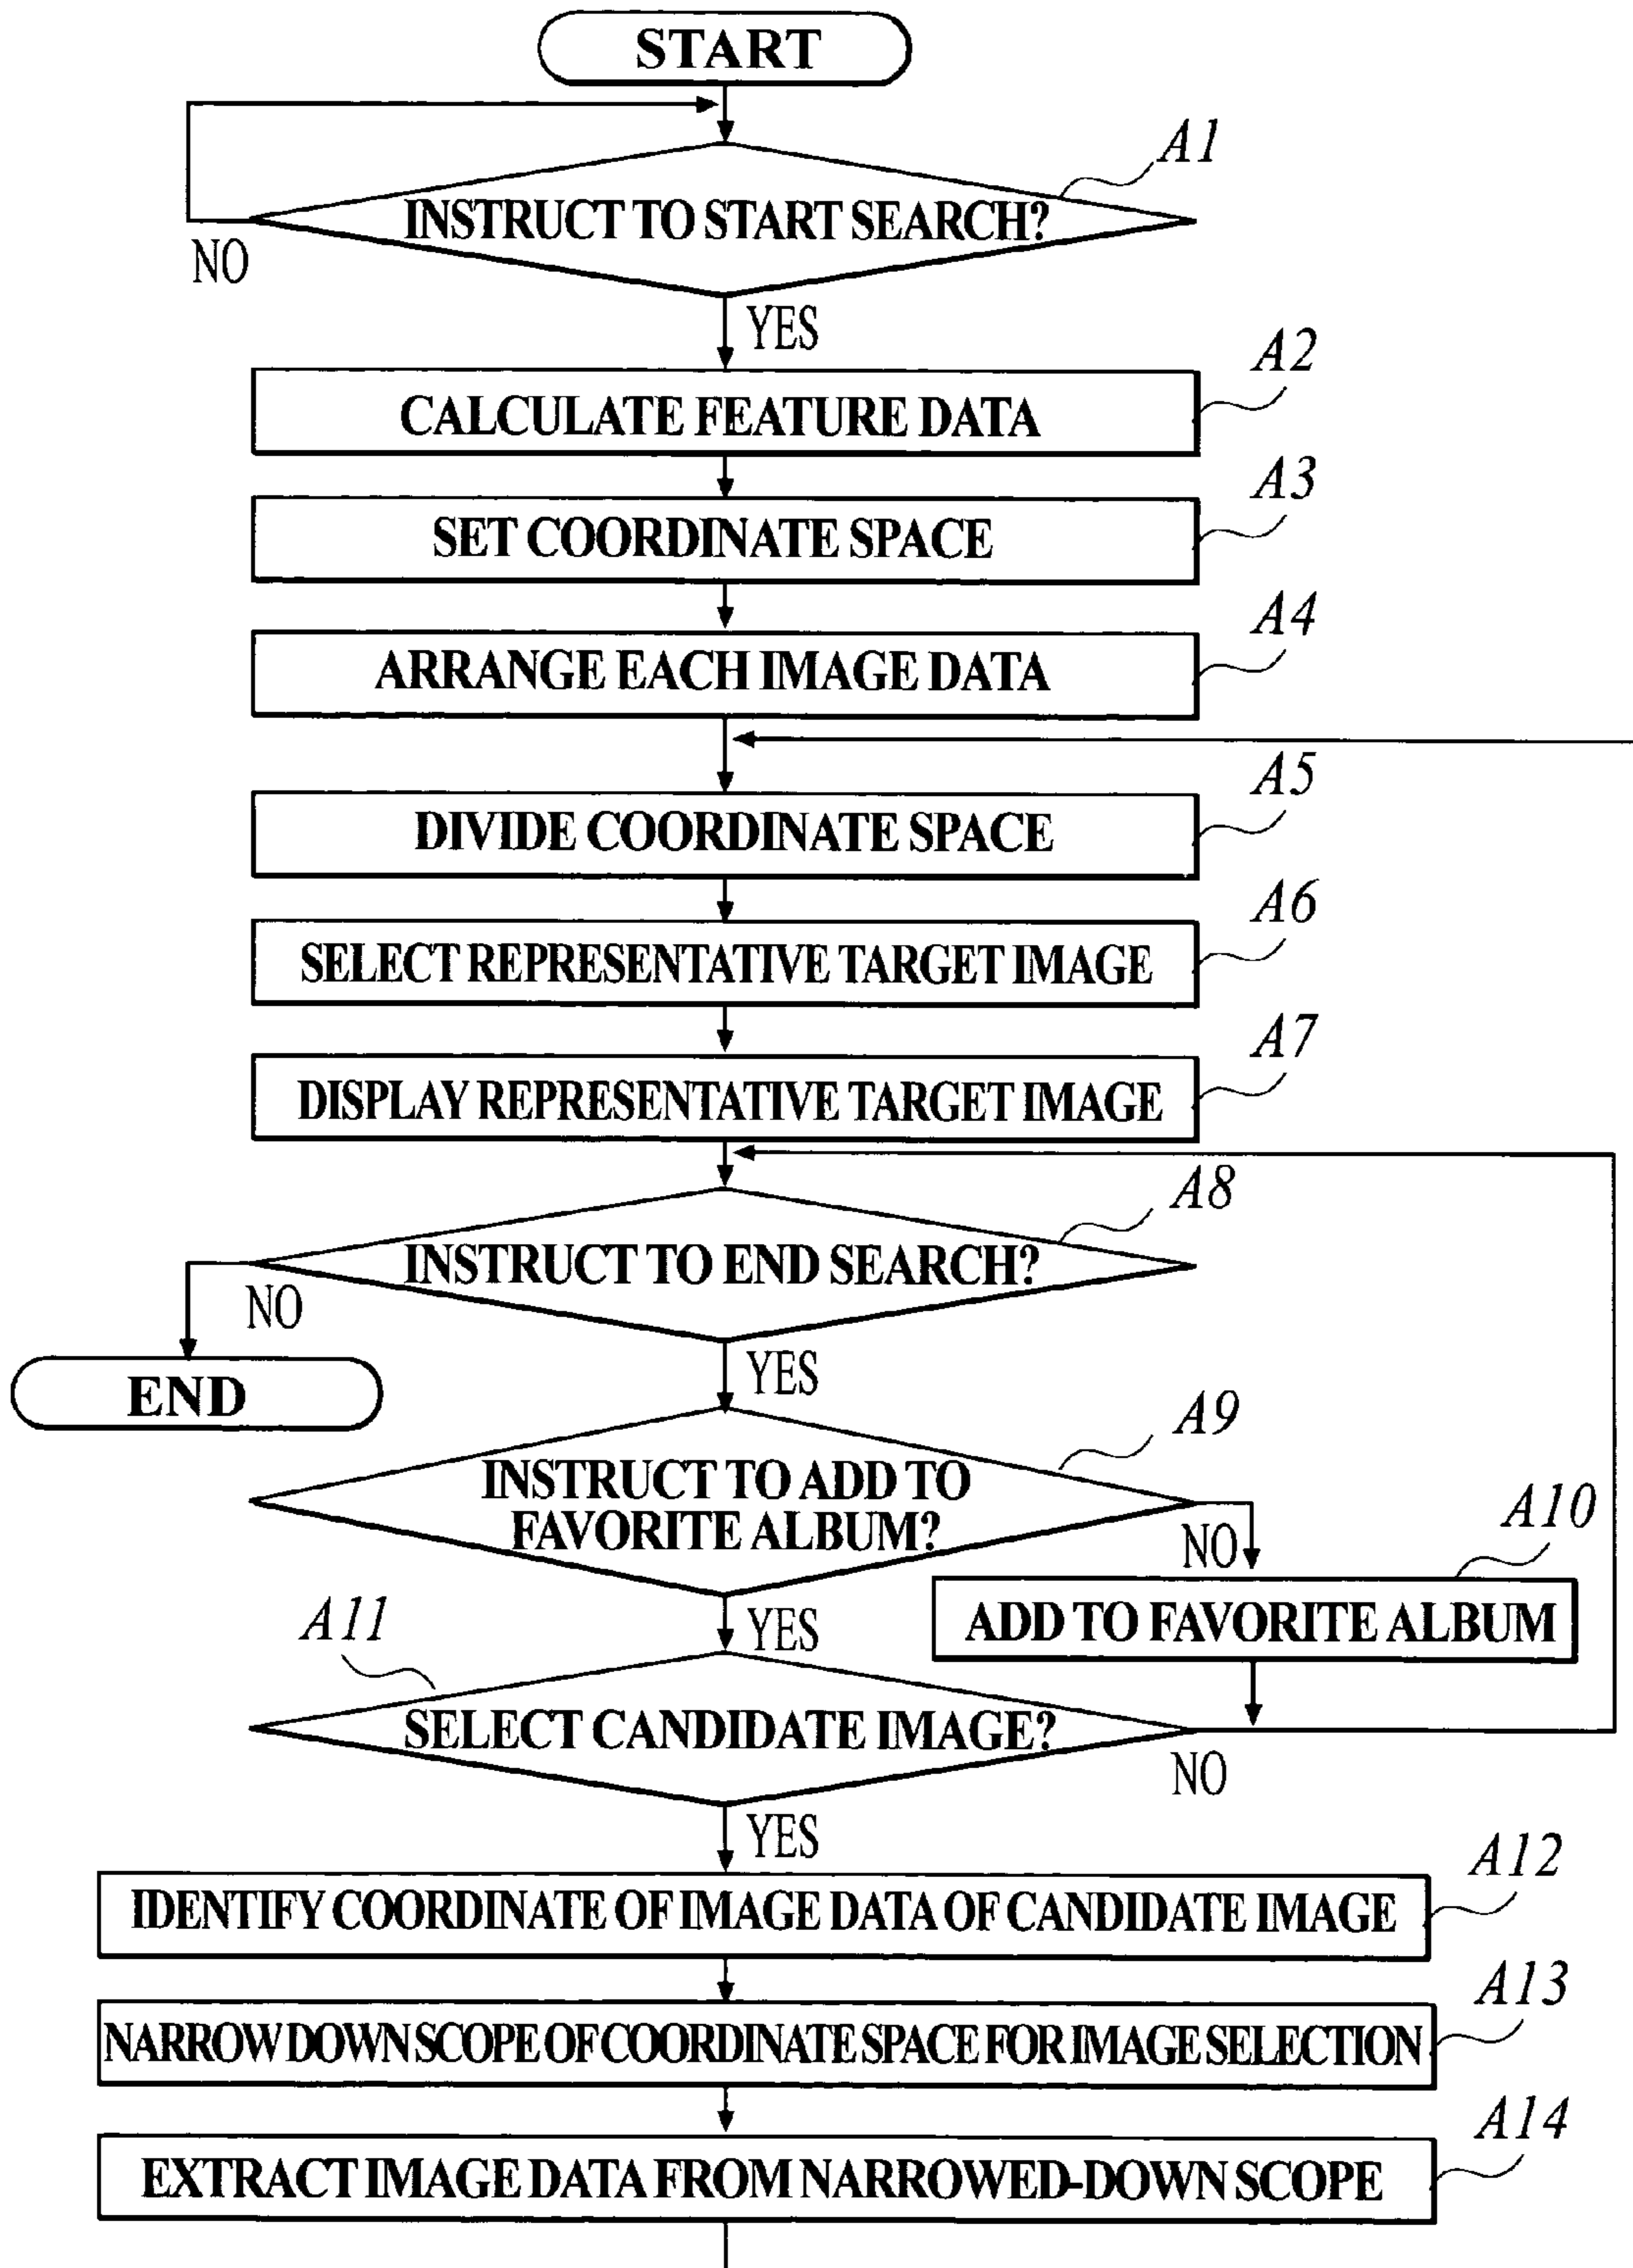 START
A1
INSTRUCT TO START SEARCH?
NO
YES
A2
CALCULATE FEATURE DATA
A3
SET COORDINATE SPACE
A4
ARRANGE EACH IMAGE DATA
A5
DIVIDE COORDINATE SPACE
A6
SELECT REPRESENTATIVE TARGET IMAGE
A7
DISPLAY REPRESENTATIVE TARGET IMAGE
A8
INSTRUCT TO END SEARCH?
NO
YES
END
A9
INSTRUCT TO ADD TO
FAVORITE ALBUM?
NO
A10
ADD TO FAVORITE ALBUM
YES
A11
SELECT CANDIDATE IMAGE?
NO
YES
A12
IDENTIFY COORDINATE OF IMAGE DATA OF CANDIDATE IMAGE
A13
NARROW DOWN SCOPE OF COORDINATE SPACE FOR IMAGE SELECTION
A14
EXTRACT IMAGE DATA FROM NARROWED-DOWN SCOPE